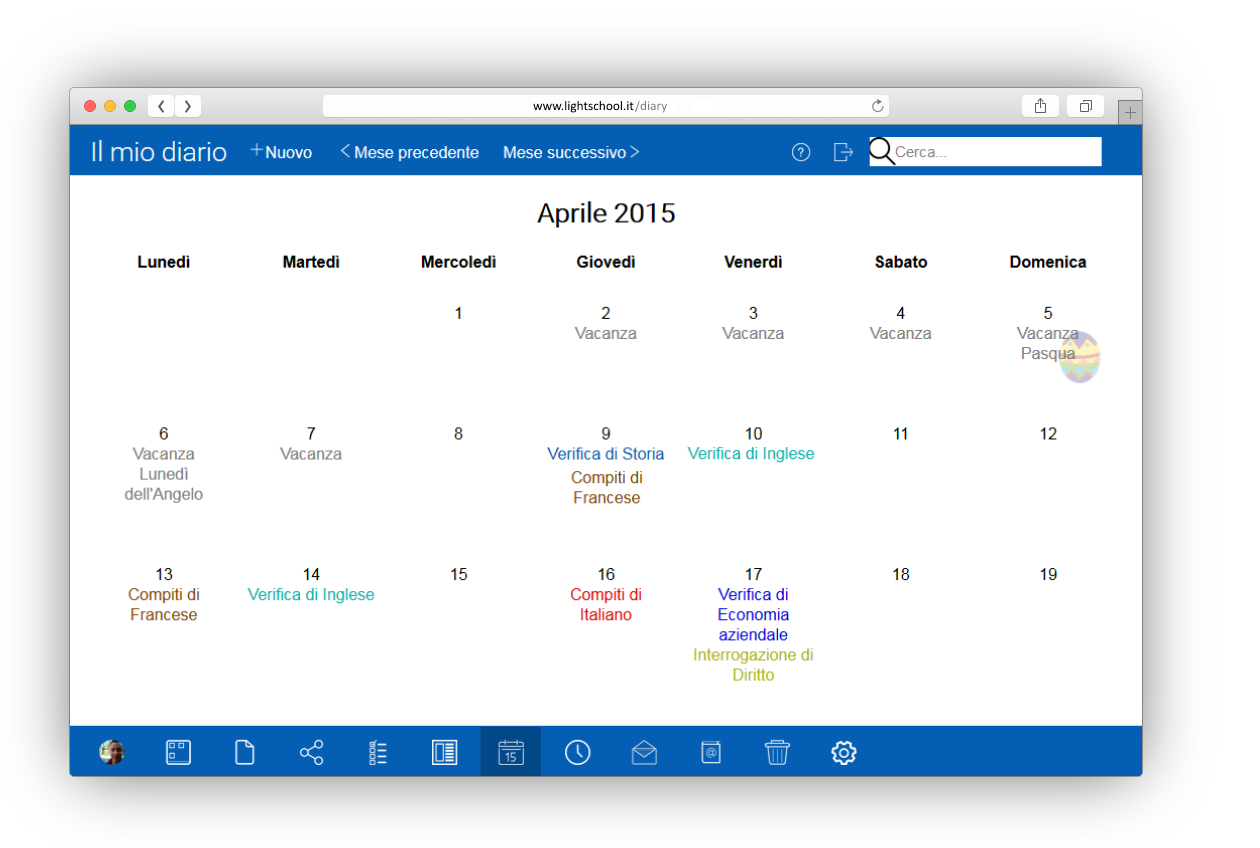 www.lightschool.it/diary
Il mio diario +Nuovo <Mese precedente Mese successivo> ? Cerca...
Aprile 2015
Lunedì Martedì Mercoledì Giovedì Venerdì Sabato Domenica
1 2 3 4 5
Vacanza Vacanza Vacanza Vacanza
Pasqua
6 7 8 9 10 11 12
Vacanza Vacanza Verifica di Storia Verifica di Inglese
Lunedì Compiti di
dell'Angelo Francese
13 14 15 16 17 18 19
Compiti di Verifica di Inglese Compiti di Verifica di
Francese Italiano Economia
aziendale
Interrogazione di
Diritto
15 @